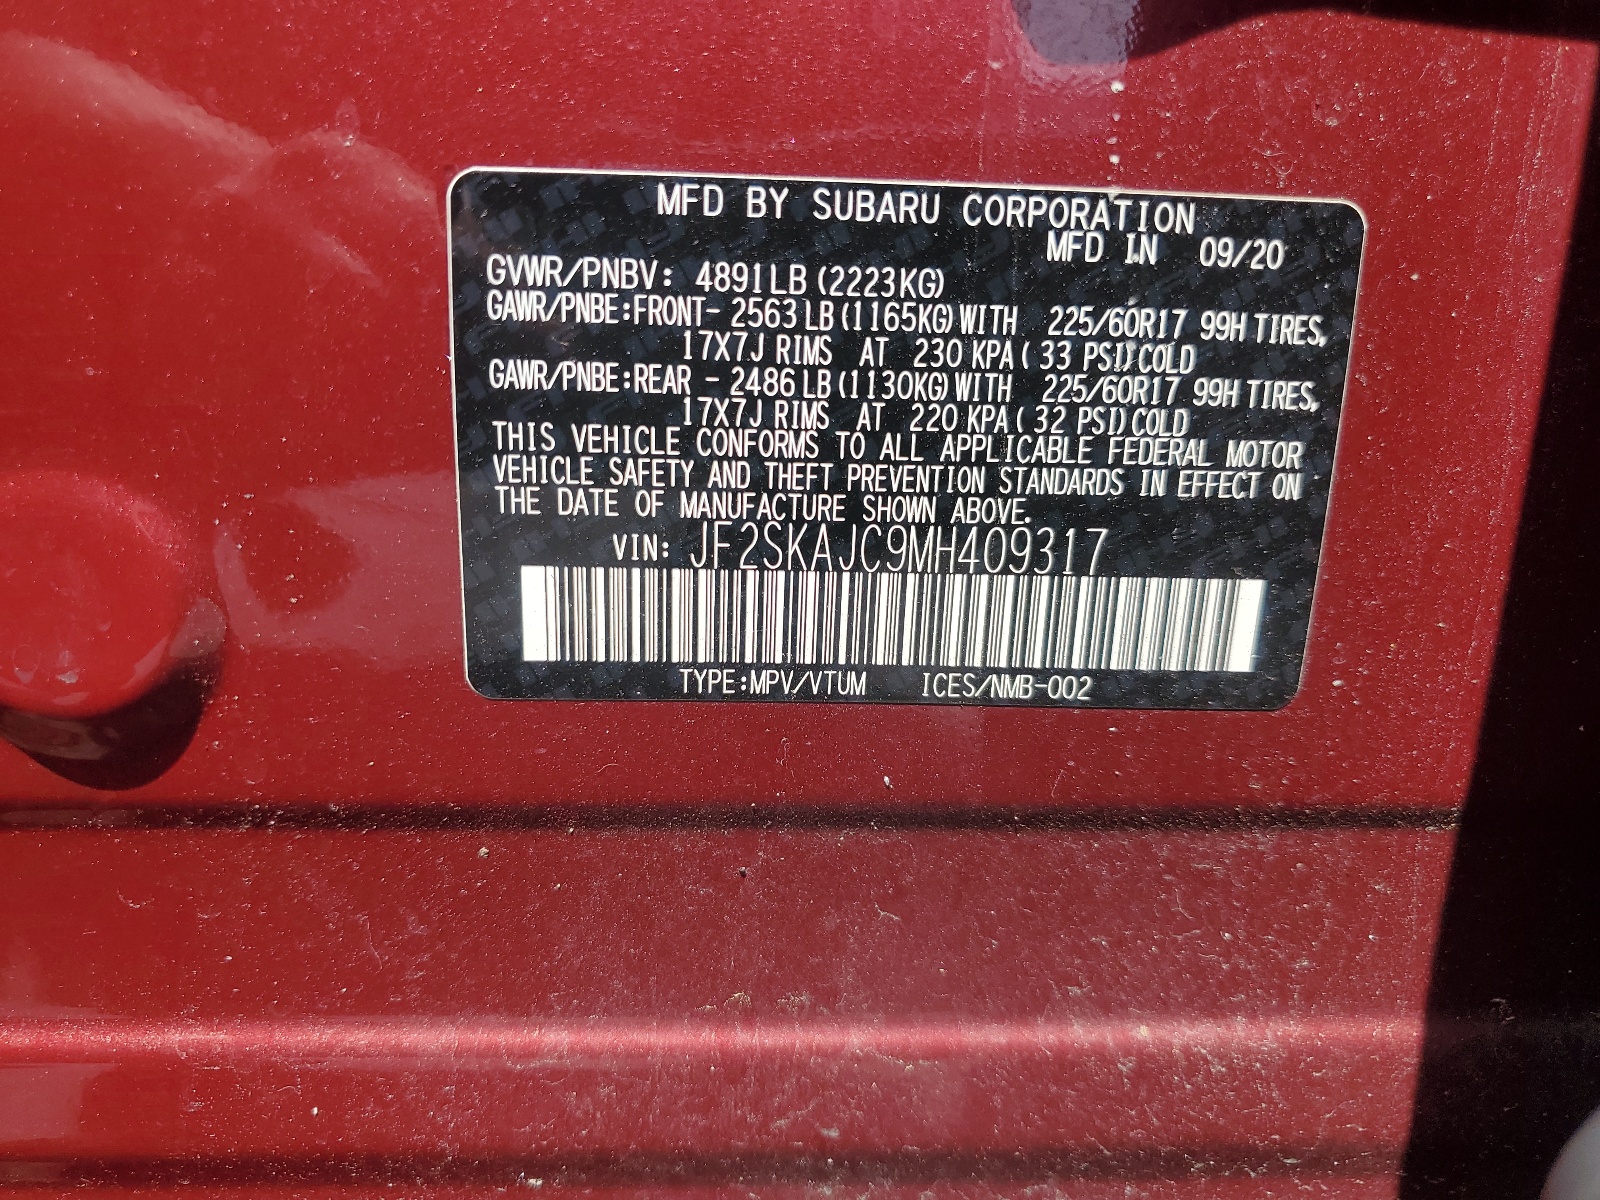 MFD BY SUBARU CORPORATION
MFD IN 09/20
GVWR/PNBV: 4891LB(2223KG)
GAWR/PNBE:FRONT- 2563LB(1165KG)WITH 225/60R17 99H TIRES,
17X7J RIMS AT 230 KPA( 33 PSI)COLD
GAWR/PNBE:REAR - 2486LB(1130KG)WITH 225/60R17 99H TIRES,
17X7J RIMS AT 220 KPA( 32 PSI)COLD
THIS VEHICLE CONFORMS TO ALL APPLICABLE FEDERAL MOTOR
VEHICLE SAFETY AND THEFT PREVENTION STANDARDS IN EFFECT ON
THE DATE OF MANUFACTURE SHOWN ABOVE.
VIN: JF2SKAJC9MH409317
TYPE:MPV/VTUM ICES/NMB-002